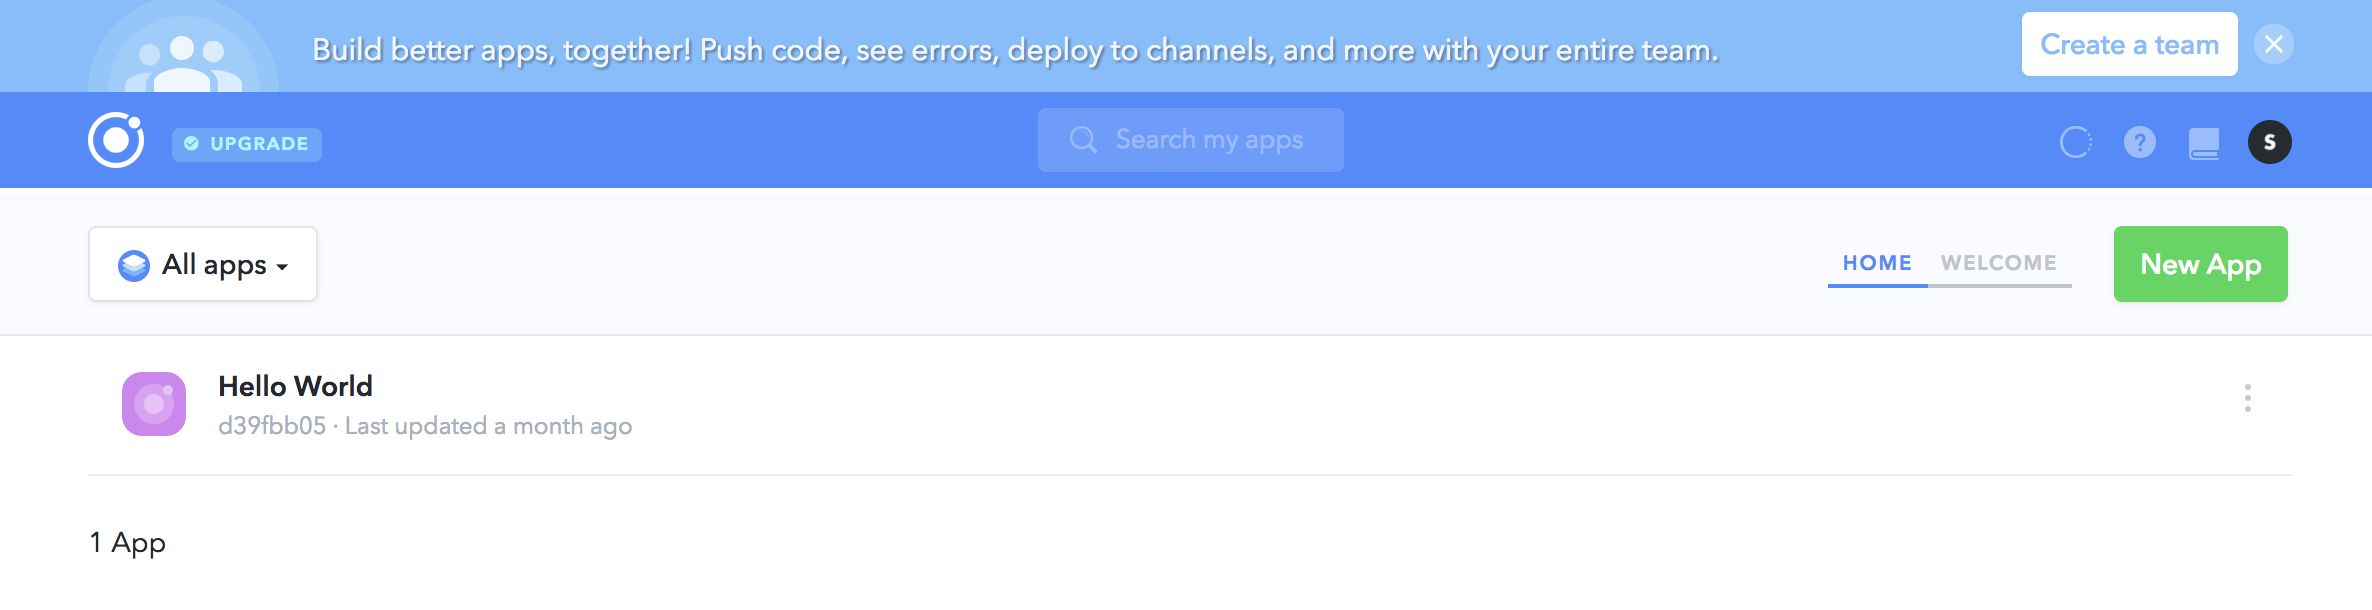 Build better apps, together! Push code, see errors, deploy to channels, and more with your entire team.
Create a team
UPGRADE
Search my apps
?
S
All apps
HOME
WELCOME
New App
Hello World
d39fbb05 · Last updated a month ago
1 App